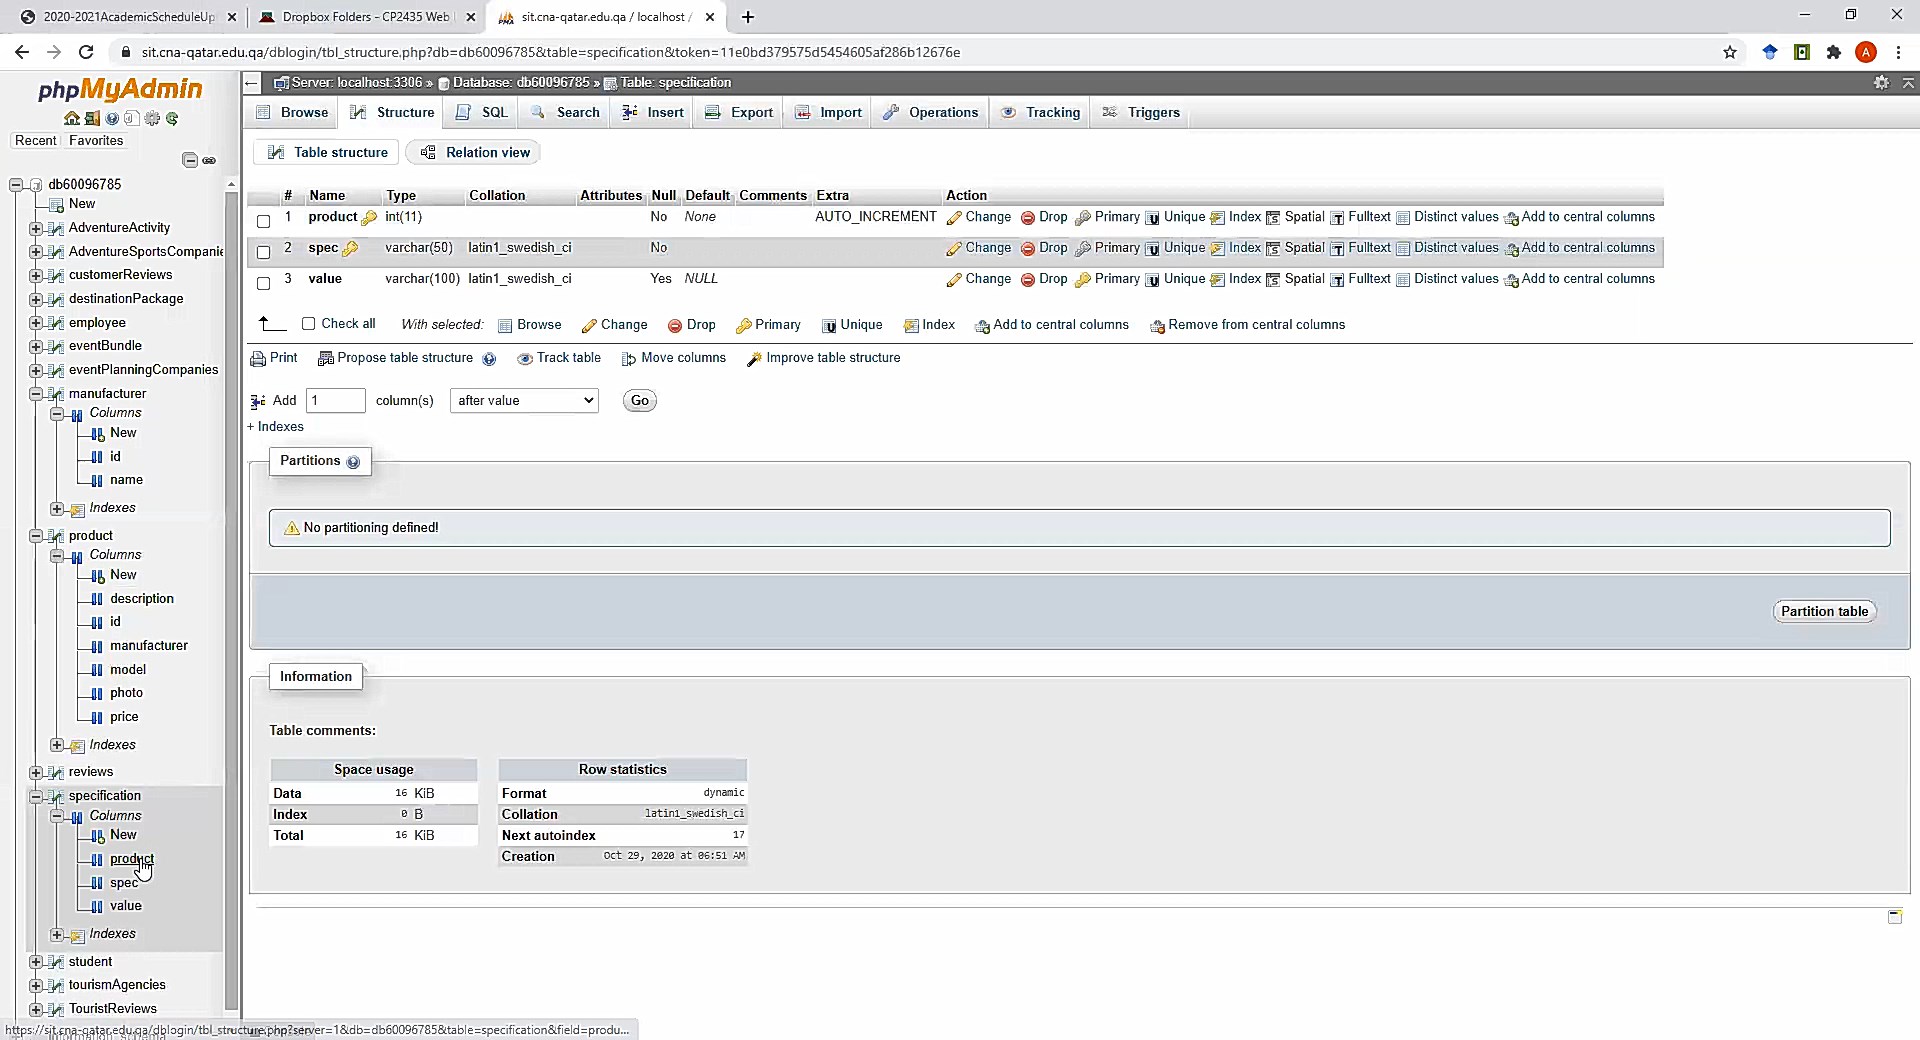 2020-2021AcademicScheduleUp
Dropbox Folders - CP2435 Web
sit.cna-qatar.edu.qa / localhost /
sit.cna-qatar.edu.qa/dblogin/tbl_structure.php?db=db60096785&table=specification&token=11e0bd379575d5454605af286b12676e
A
phpMyAdmin
Recent Favorites
db60096785
New
AdventureActivity
AdventureSportsCompanie
customerReviews
destinationPackage
employee
eventBundle
eventPlanningCompanies
manufacturer
Columns
New
id
name
Indexes
product
Columns
New
description
id
manufacturer
model
photo
price
Indexes
reviews
specification
Columns
New
product
spec
value
Indexes
student
tourismAgencies
TouristReviews
information_schema
https://sit.cna-qatar.edu.qa/dblogin/tbl_structure.php?server=1&db=db60096785&table=specification&field=produ...
Server: localhost:3306 » Database: db60096785 » Table: specification
Browse Structure SQL Search Insert Export Import Operations Tracking Triggers
Table structure Relation view
# Name Type Collation Attributes Null Default Comments Extra Action
1 product int(11) No None AUTO_INCREMENT Change Drop Primary Unique Index Spatial Fulltext Distinct values Add to central columns
2 spec varchar(50) latin1_swedish_ci No Change Drop Primary Unique Index Spatial Fulltext Distinct values Add to central columns
3 value varchar(100) latin1_swedish_ci Yes NULL Change Drop Primary Unique Index Spatial Fulltext Distinct values Add to central columns
Check all With selected: Browse Change Drop Primary Unique Index Add to central columns Remove from central columns
Print Propose table structure Track table Move columns Improve table structure
Add 1 column(s) after value Go
+ Indexes
Partitions
No partitioning defined!
Partition table
Information
Table comments:
Space usage
Data 16 KiB
Index 0 B
Total 16 KiB
Row statistics
Format dynamic
Collation latin1_swedish_ci
Next autoindex 17
Creation Oct 29, 2020 at 06:51 AM